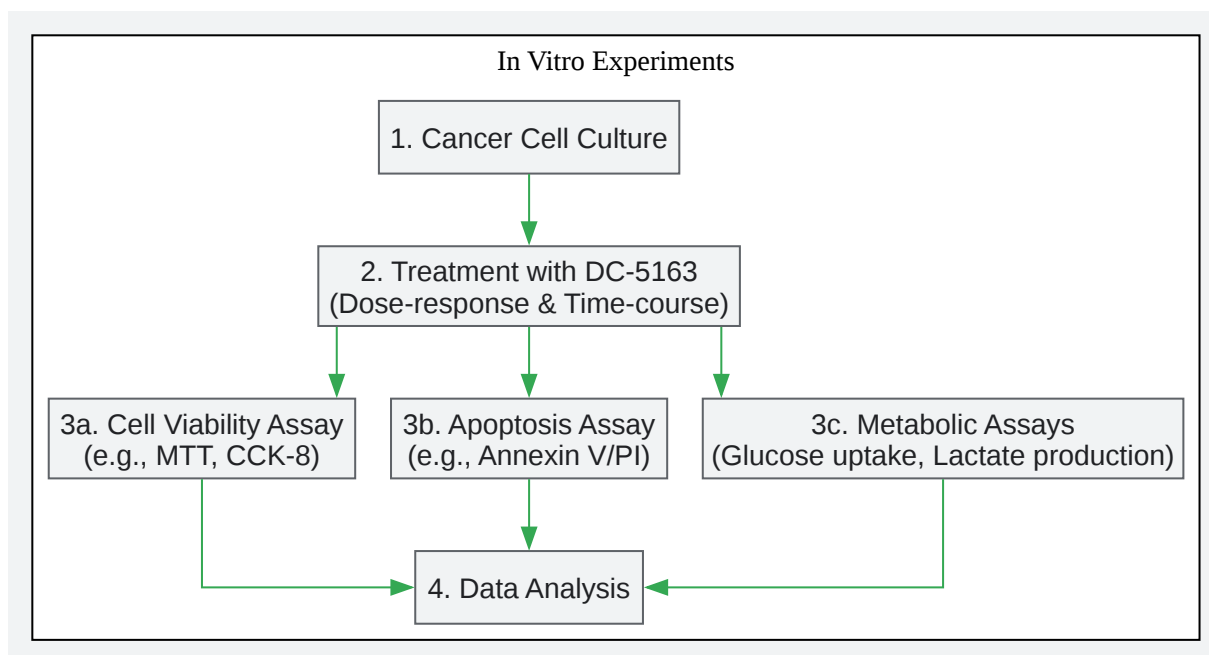 In Vitro Experiments
1. Cancer Cell Culture
2. Treatment with DC-5163
(Dose-response & Time-course)
3a. Cell Viability Assay
(e.g., MTT, CCK-8)
3b. Apoptosis Assay
(e.g., Annexin V/PI)
3c. Metabolic Assays
(Glucose uptake, Lactate production)
4. Data Analysis